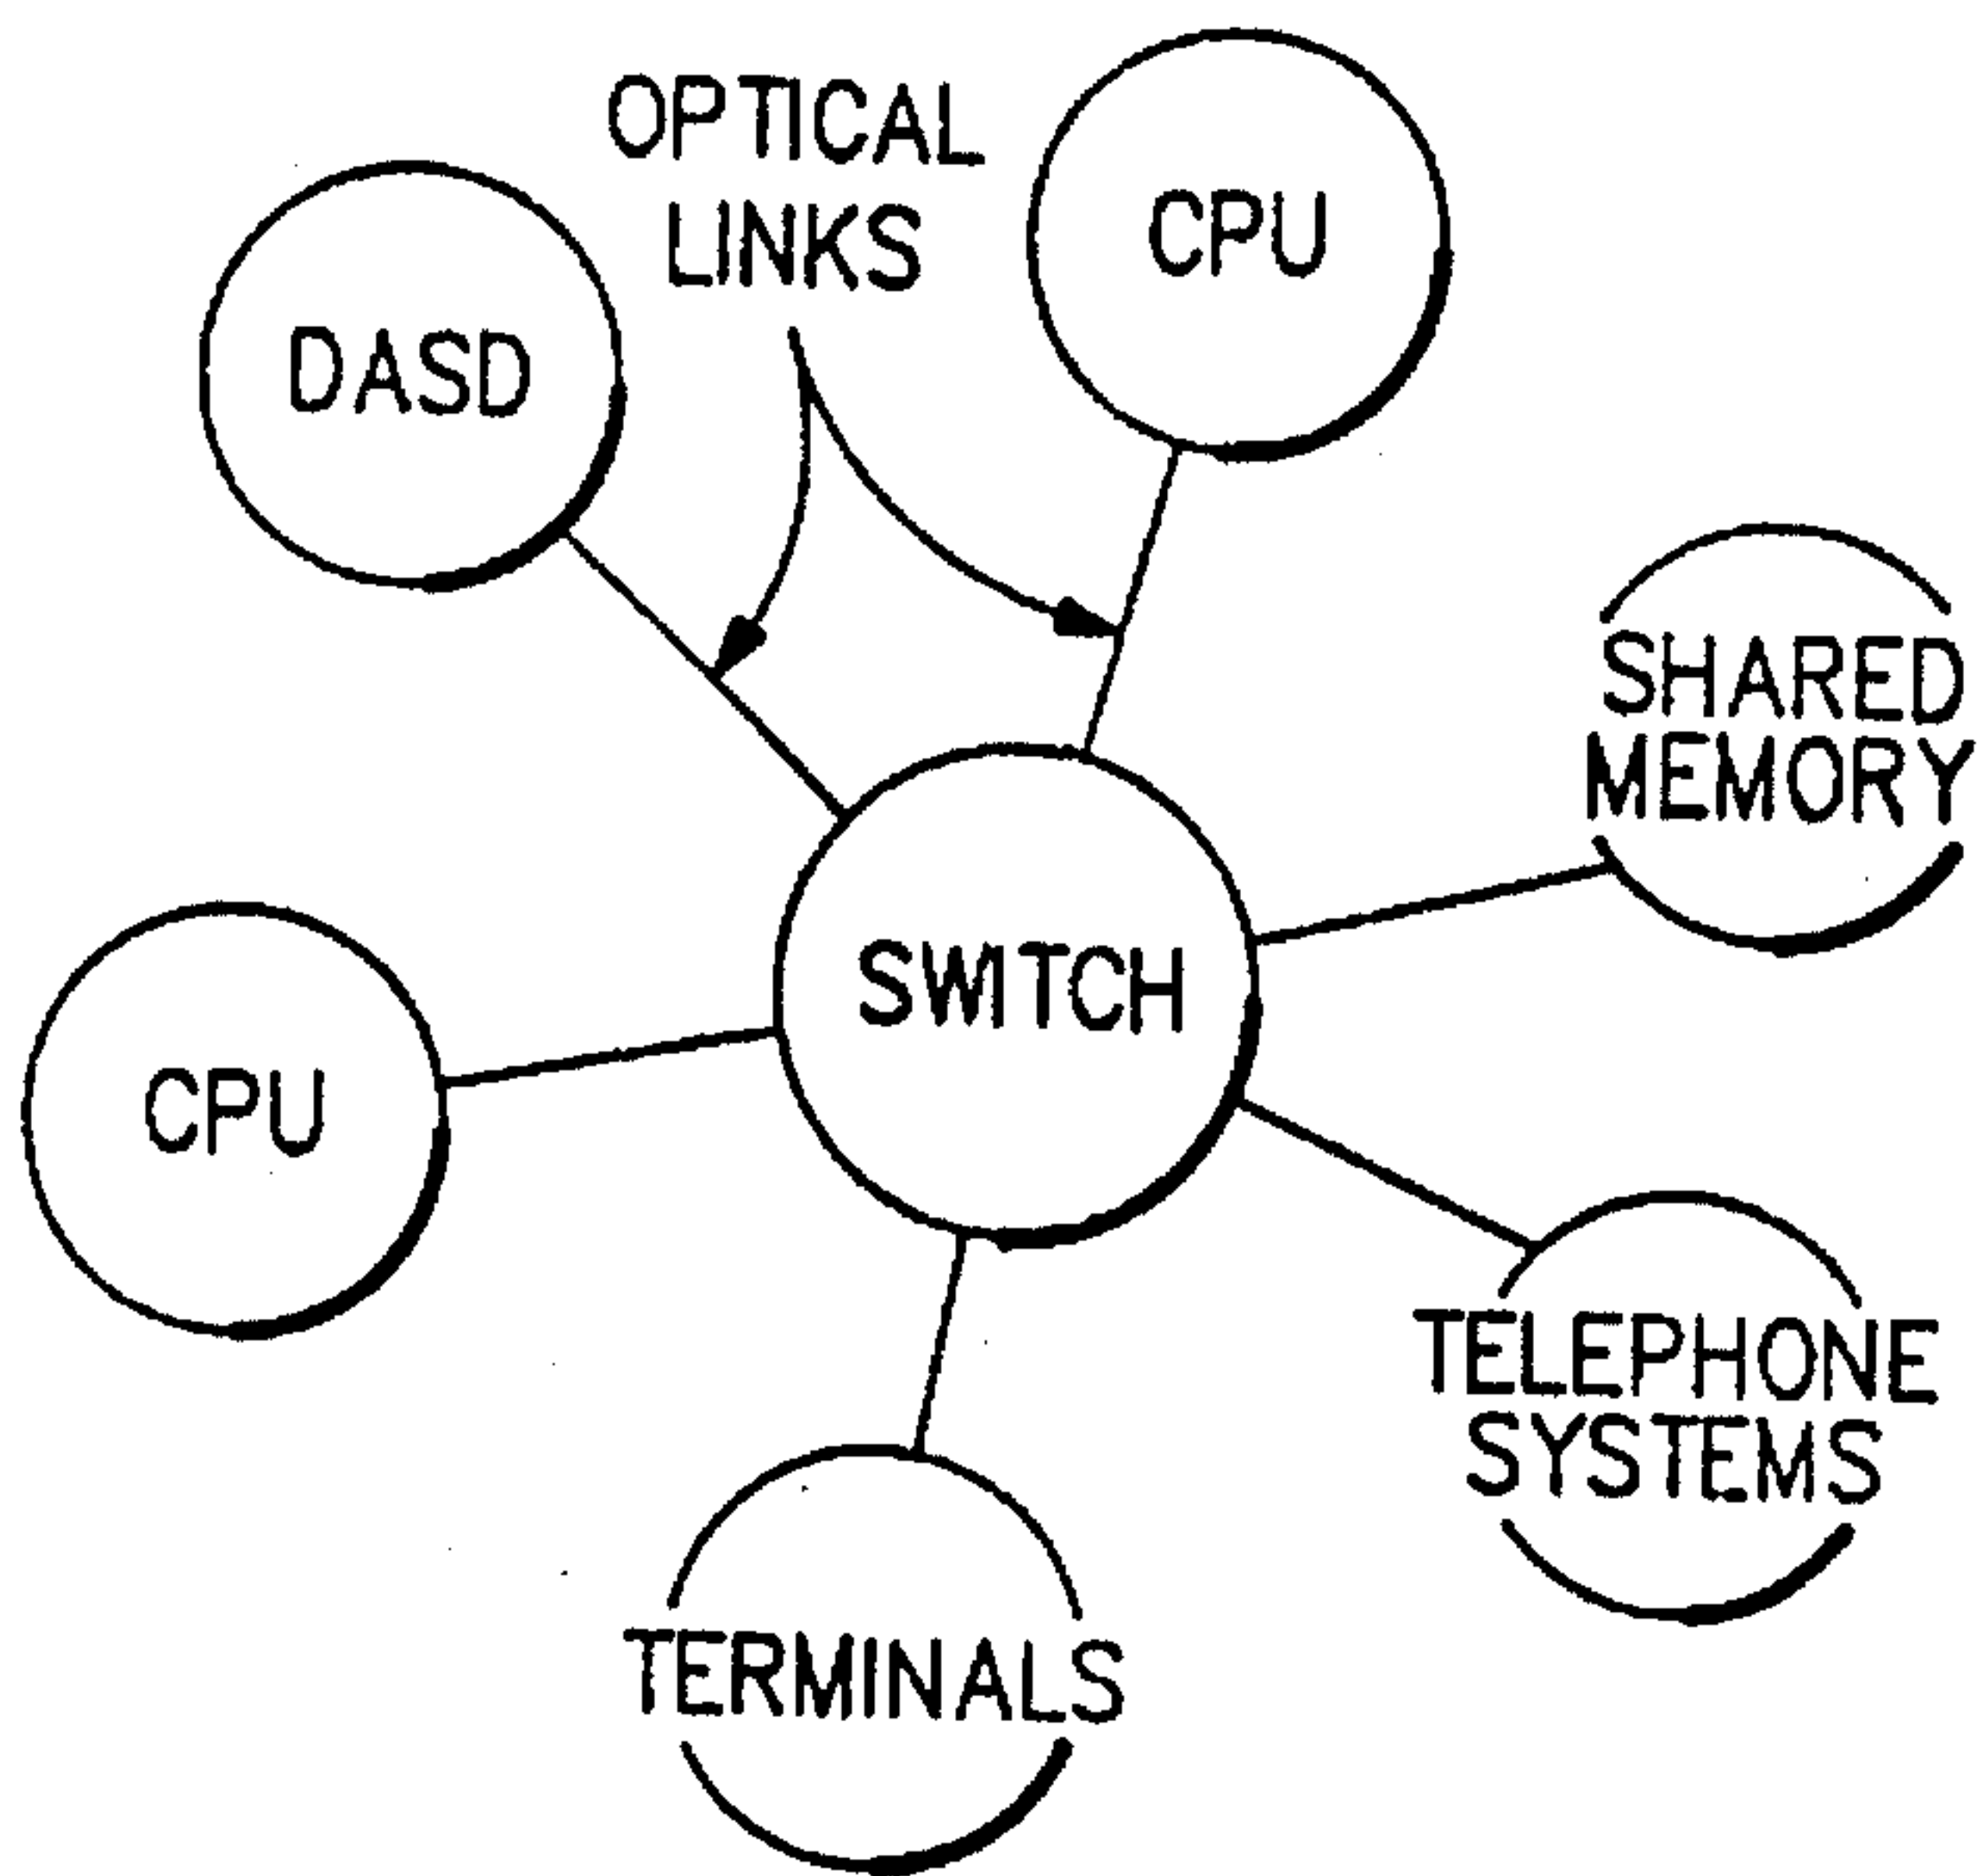 OPTICAL
LINKS
CPU
DASD
SHARED
MEMORY
SWITCH
CPU
TELEPHONE
SYSTEMS
TERMINALS